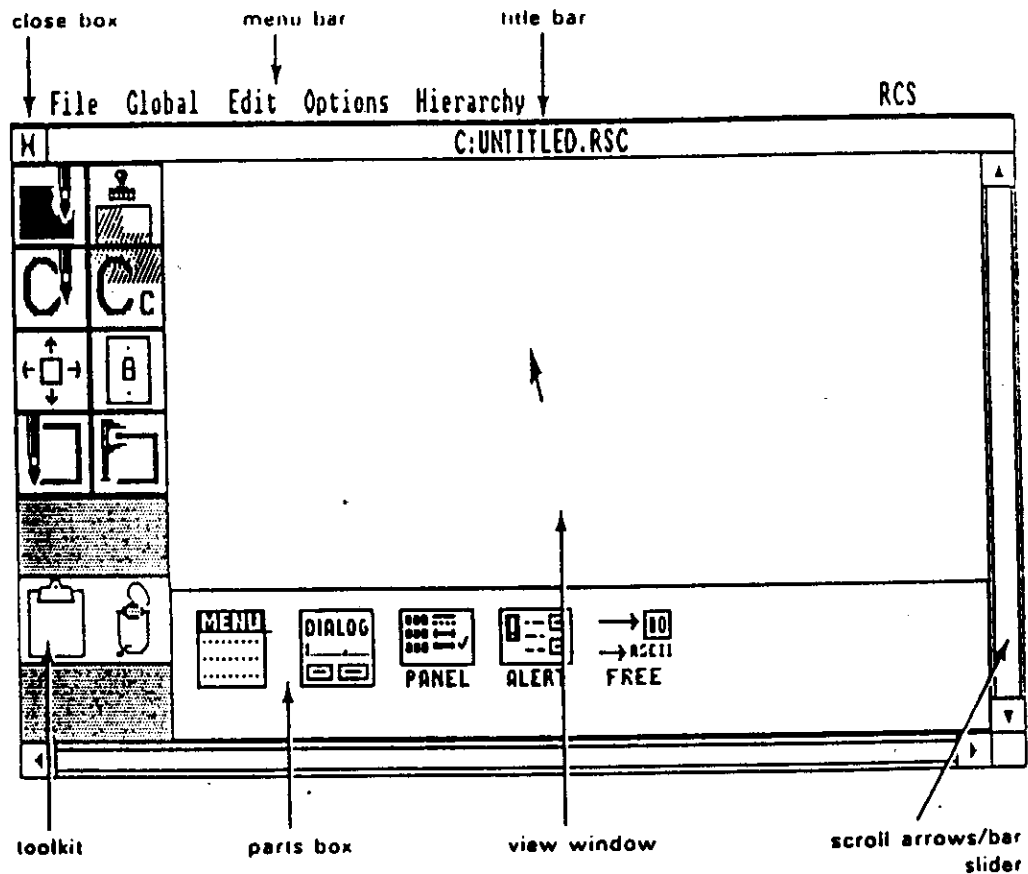 close box menu bar title bar
File Global Edit Options Hierarchy RCS
C:UNTITLED.RSC
C C
C
MENU DIALOG
PANEL ALERT FREE
ASCII
toolkit parts box view window scroll arrows/bar
slider